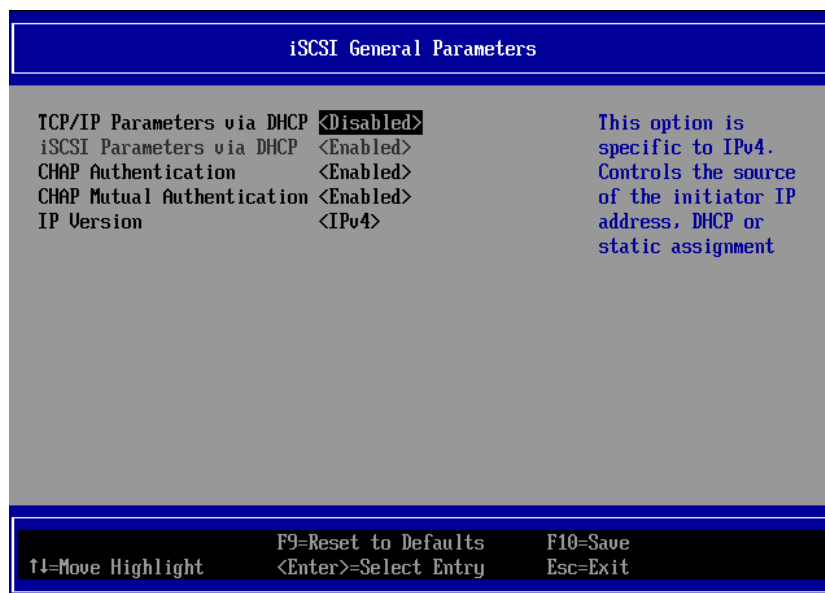 iSCSI General Parameters
TCP/IP Parameters via DHCP <Disabled>
iSCSI Parameters via DHCP <Enabled>
CHAP Authentication <Enabled>
CHAP Mutual Authentication <Enabled>
IP Version <IPv4>
This option is
specific to IPv4.
Controls the source
of the initiator IP
address, DHCP or
static assignment
F9=Reset to Defaults F10=Save
↑↓=Move Highlight <Enter>=Select Entry Esc=Exit